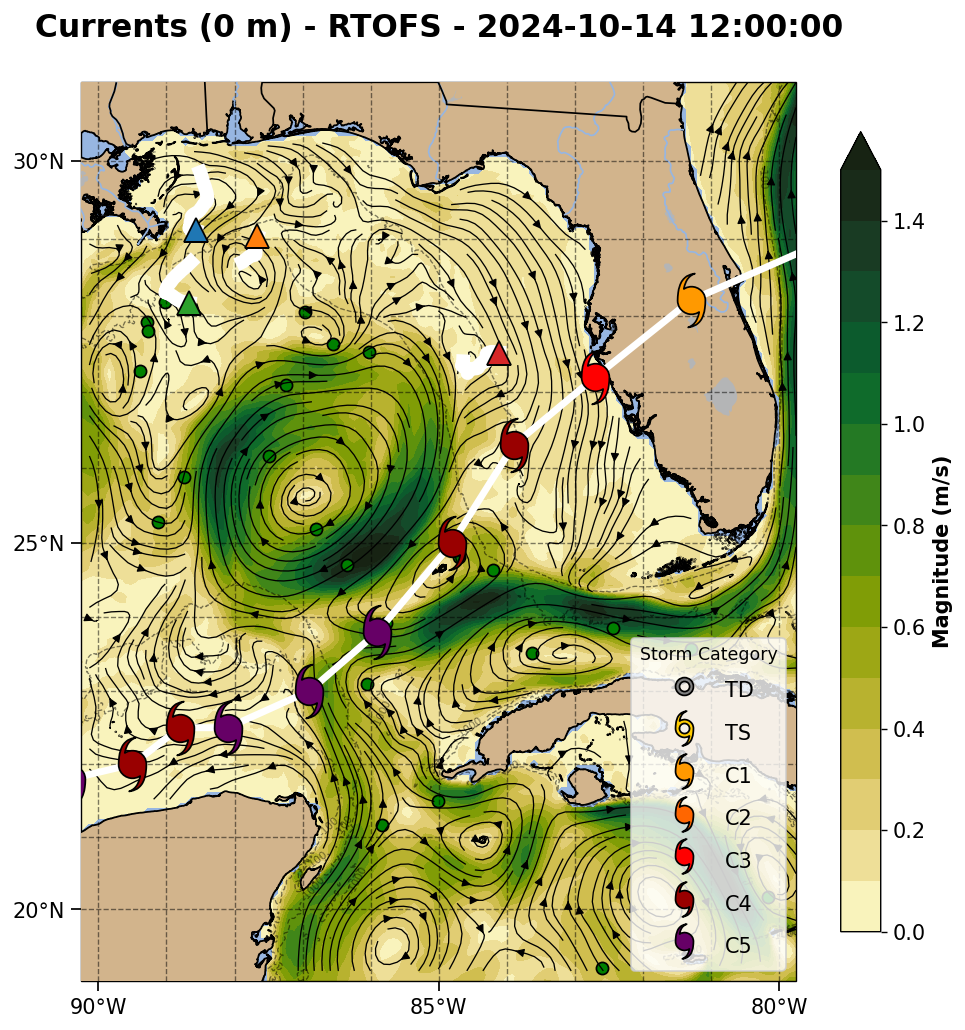 Currents (0 m) - RTOFS - 2024-10-14 12:00:00
30°N
25°N
20°N
90°W
85°W
80°W
Storm Category
TD
TS
C1
C2
C3
C4
C5
1.4
1.2
1.0
0.8
0.6
0.4
0.2
0.0
Magnitude (m/s)